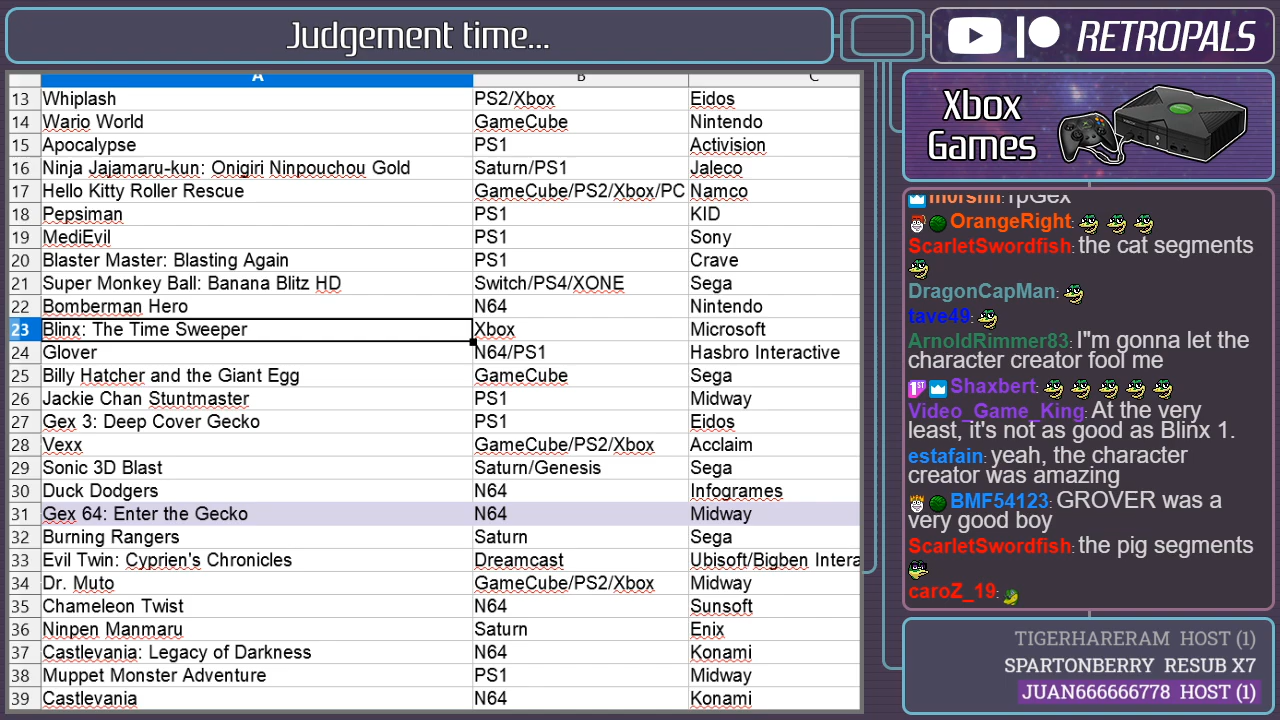 Judgement time...
RETROPALS
A B C
13 Whiplash PS2/Xbox Eidos
14 Wario World GameCube Nintendo
15 Apocalypse PS1 Activision
16 Ninja Jajamaru-kun: Onigiri Ninpouchou Gold Saturn/PS1 Jaleco
17 Hello Kitty Roller Rescue GameCube/PS2/Xbox/PC Namco
18 Pepsiman PS1 KID
19 MediEvil PS1 Sony
20 Blaster Master: Blasting Again PS1 Crave
21 Super Monkey Ball: Banana Blitz HD Switch/PS4/XONE Sega
22 Bomberman Hero N64 Nintendo
23 Blinx: The Time Sweeper Xbox Microsoft
24 Glover N64/PS1 Hasbro Interactive
25 Billy Hatcher and the Giant Egg GameCube Sega
26 Jackie Chan Stuntmaster PS1 Midway
27 Gex 3: Deep Cover Gecko PS1 Eidos
28 Vexx GameCube/PS2/Xbox Acclaim
29 Sonic 3D Blast Saturn/Genesis Sega
30 Duck Dodgers N64 Infogrames
31 Gex 64: Enter the Gecko N64 Midway
32 Burning Rangers Saturn Sega
33 Evil Twin: Cyprien's Chronicles Dreamcast Ubisoft/Bigben Intera
34 Dr. Muto GameCube/PS2/Xbox Midway
35 Chameleon Twist N64 Sunsoft
36 Ninpen Manmaru Saturn Enix
37 Castlevania: Legacy of Darkness N64 Konami
38 Muppet Monster Adventure PS1 Midway
39 Castlevania N64 Konami
Xbox
Games
morshn: rpGex
OrangeRight:
ScarletSwordfish: the cat segments
DragonCapMan:
tave49:
ArnoldRimmer83: I"m gonna let the
character creator fool me
1ST Shaxbert:
Video_Game_King: At the very
least, it's not as good as Blinx 1.
estafain: yeah, the character
creator was amazing
BMF54123: GROVER was a
very good boy
ScarletSwordfish: the pig segments
caroZ_19:
TIGERHARERAM HOST (1)
SPARTONBERRY RESUB X7
JUAN666666778 HOST (1)